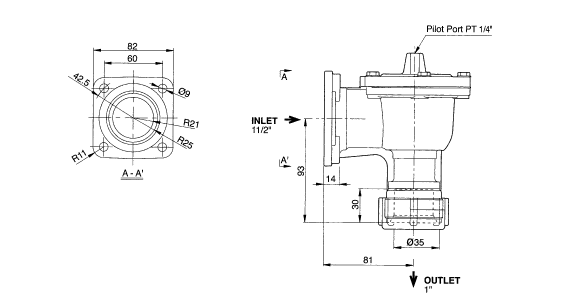 Pilot Port PT 1/4"
82
60
42.5
Ø9
R21
R25
R11
A - A'
A
INLET
11/2"
A'
93
14
30
Ø35
81
OUTLET
1"